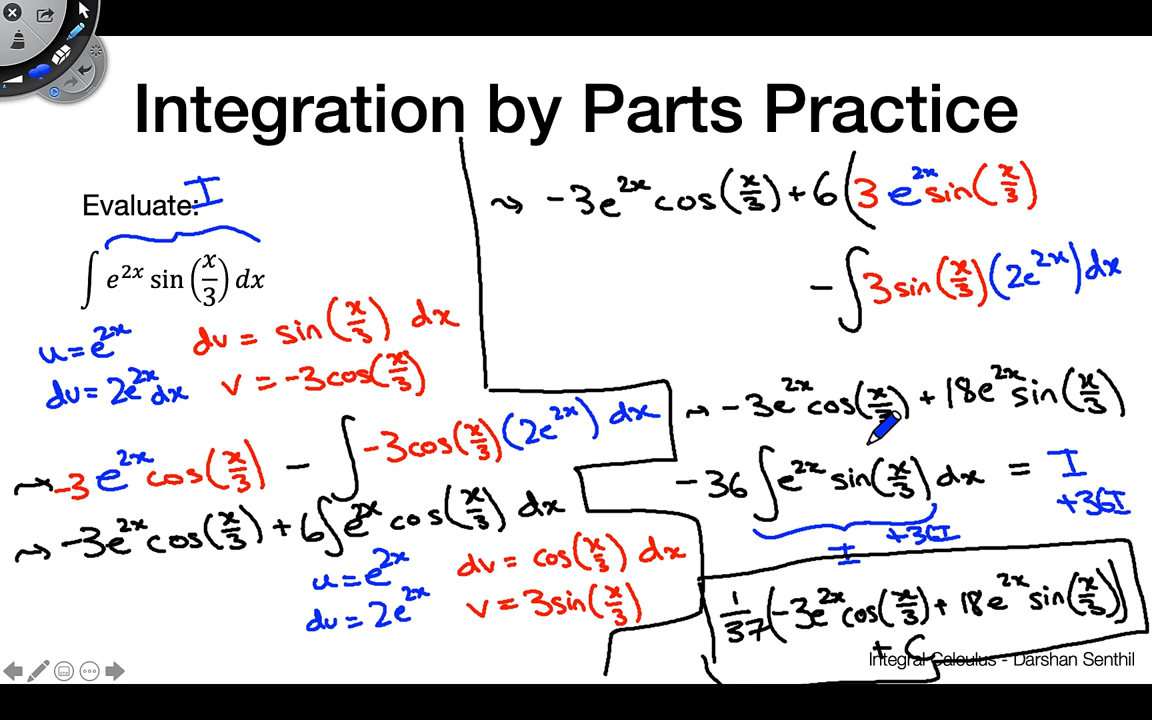 Integration by Parts Practice
Evaluate: I
∫ e^{2x} sin(x/3) dx
u = e^{2x}
du = 2e^{2x} dx
dv = sin(x/3) dx
v = -3cos(x/3)
⤳ -3 e^{2x} cos(x/3) - ∫ -3cos(x/3)(2e^{2x}) dx
⤳ -3e^{2x} cos(x/3) + 6∫ e^{2x} cos(x/3) dx
u = e^{2x}
du = 2e^{2x}
dv = cos(x/3) dx
v = 3sin(x/3)
⤳ -3e^{2x} cos(x/3) + 6(3 e^{2x} sin(x/3)
- ∫ 3sin(x/3)(2e^{2x}) dx
⤳ -3e^{2x} cos(x/3) + 18e^{2x} sin(x/3)
-36 ∫ e^{2x} sin(x/3) dx = I
I +36I +36I
1/37(-3e^{2x} cos(x/3) + 18e^{2x} sin(x/3))
+ C
Integral Calculus - Darshan Senthil